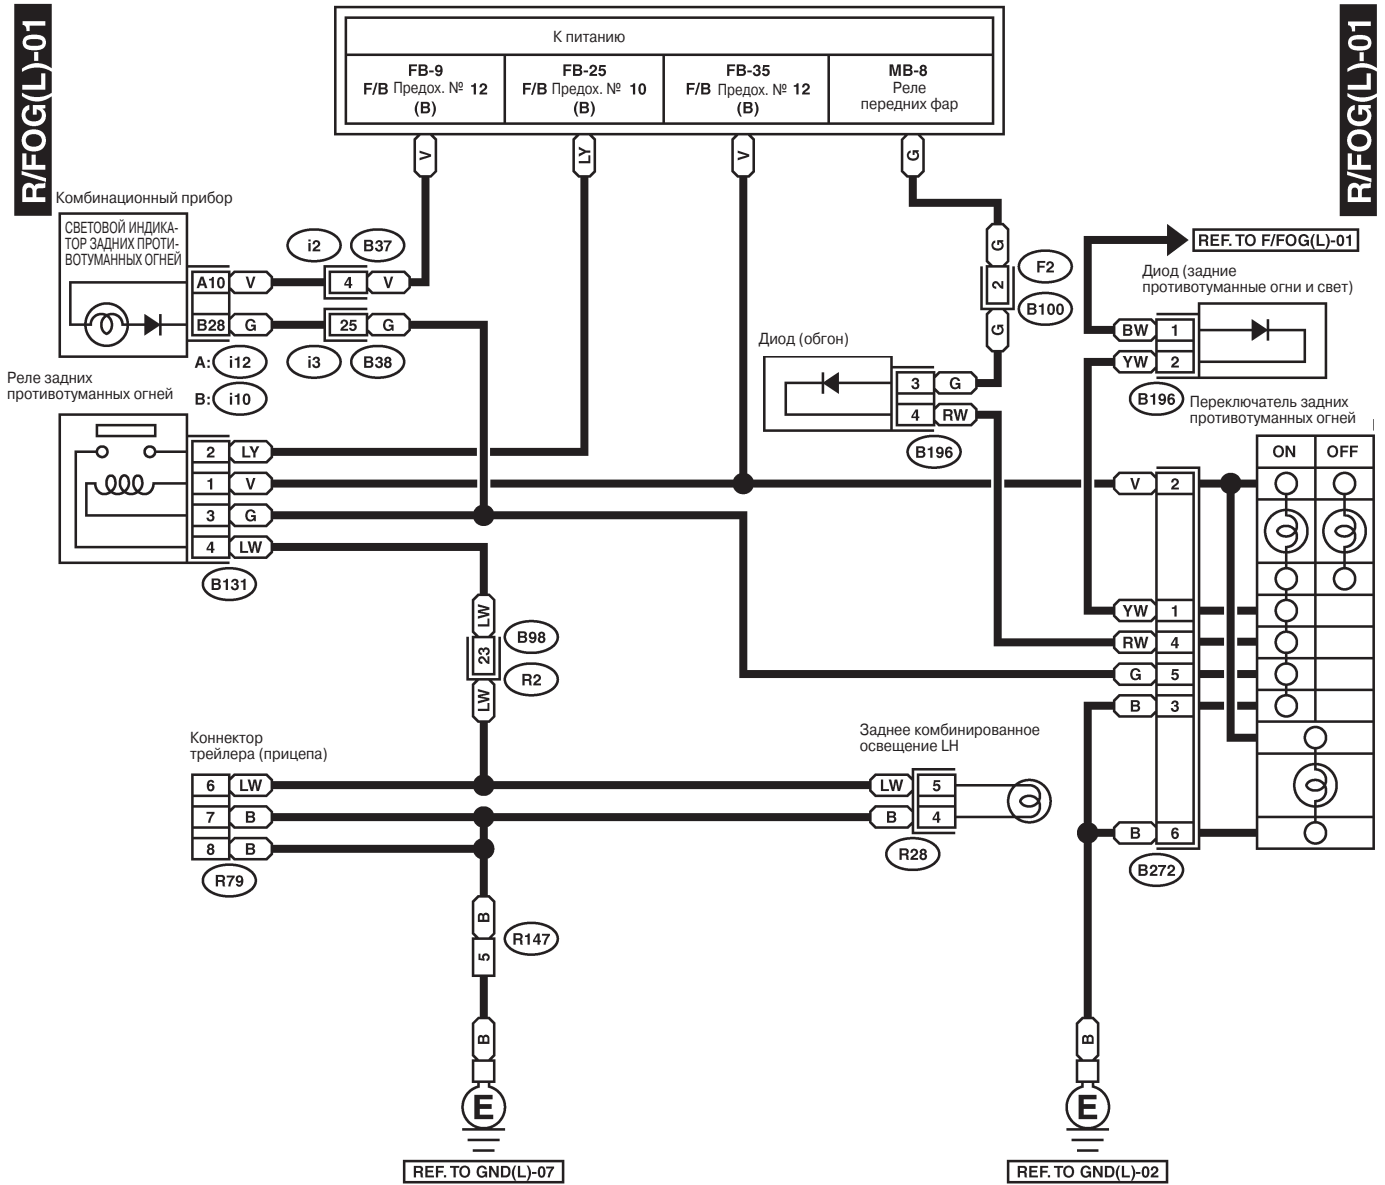 R/FOG(L)-01
R/FOG(L)-01
К питанию
FB-9
F/B Предох. № 12
(B)
FB-25
F/B Предох. № 10
(B)
FB-35
F/B Предох. № 12
(B)
MB-8
Реле
передних фар
V
LY
V
G
Комбинационный прибор
СВЕТОВОЙ ИНДИКА-
ТОР ЗАДНИХ ПРОТИ-
ВОТУМАННЫХ ОГНЕЙ
A10 V
B28 G
i2 B37
4 V
25 G
i3 B38
A: i12
B: i10
G
2
G
F2
B100
REF. TO F/FOG(L)-01
Диод (задние
противотуманные огни и свет)
BW 1
YW 2
B196
Диод (обгон)
3 G
4 RW
B196
Реле задних
противотуманных огней
2 LY
1 V
3 G
4 LW
B131
Переключатель задних
противотуманных огней
ON OFF
V 2
YW 1
RW 4
G 5
B 3
B 6
B272
LW
23
LW
B98
R2
Коннектор
трейлера (прицепа)
6 LW
7 B
8 B
R79
Заднее комбинированное
освещение LH
LW 5
B 4
R28
B
5
R147
B
E
REF. TO GND(L)-07
B
E
REF. TO GND(L)-02